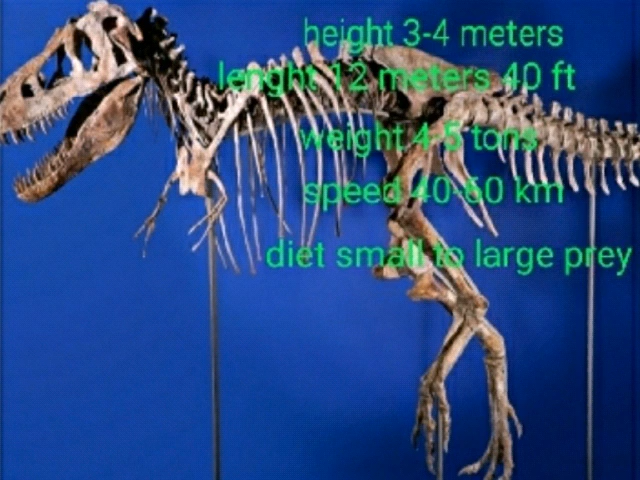 height 3-4 meters
lenght 12 meters 40 ft
weight 4-5 tons
speed 40-60 km
diet small to large prey